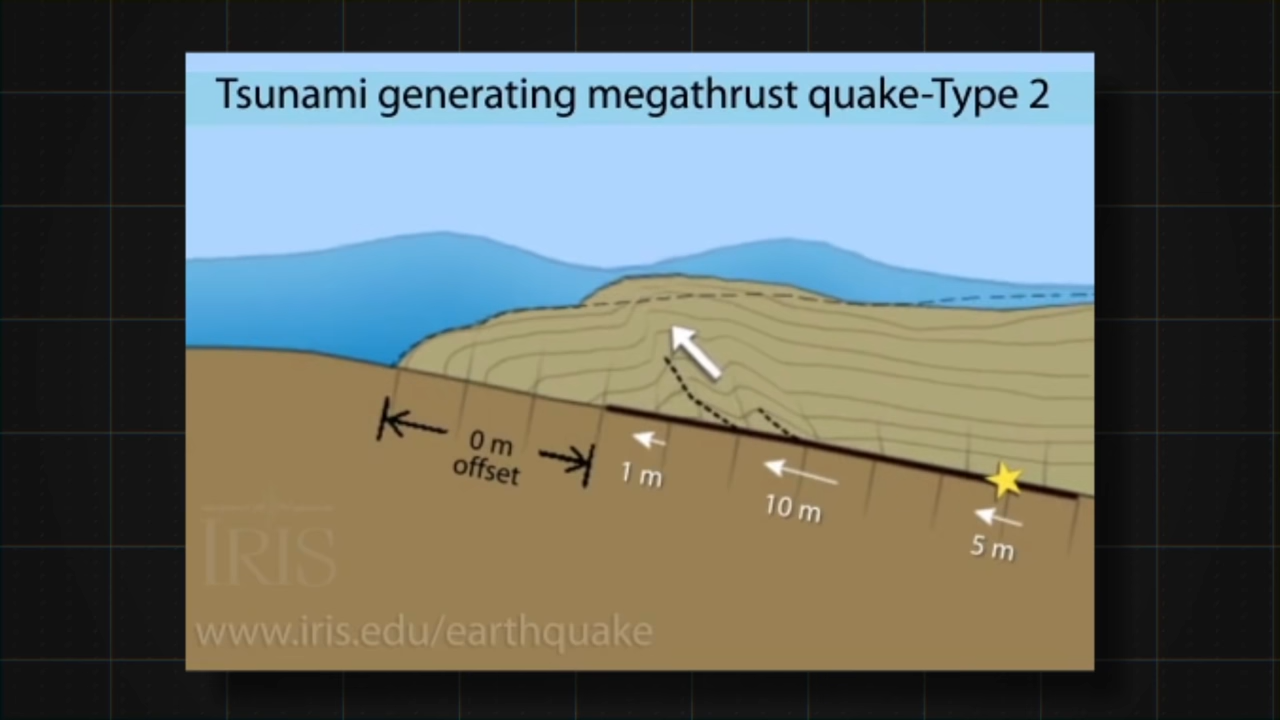 Tsunami generating megathrust quake-Type 2
0 m
offset
1 m
10 m
5 m
IRIS
www.iris.edu/earthquake